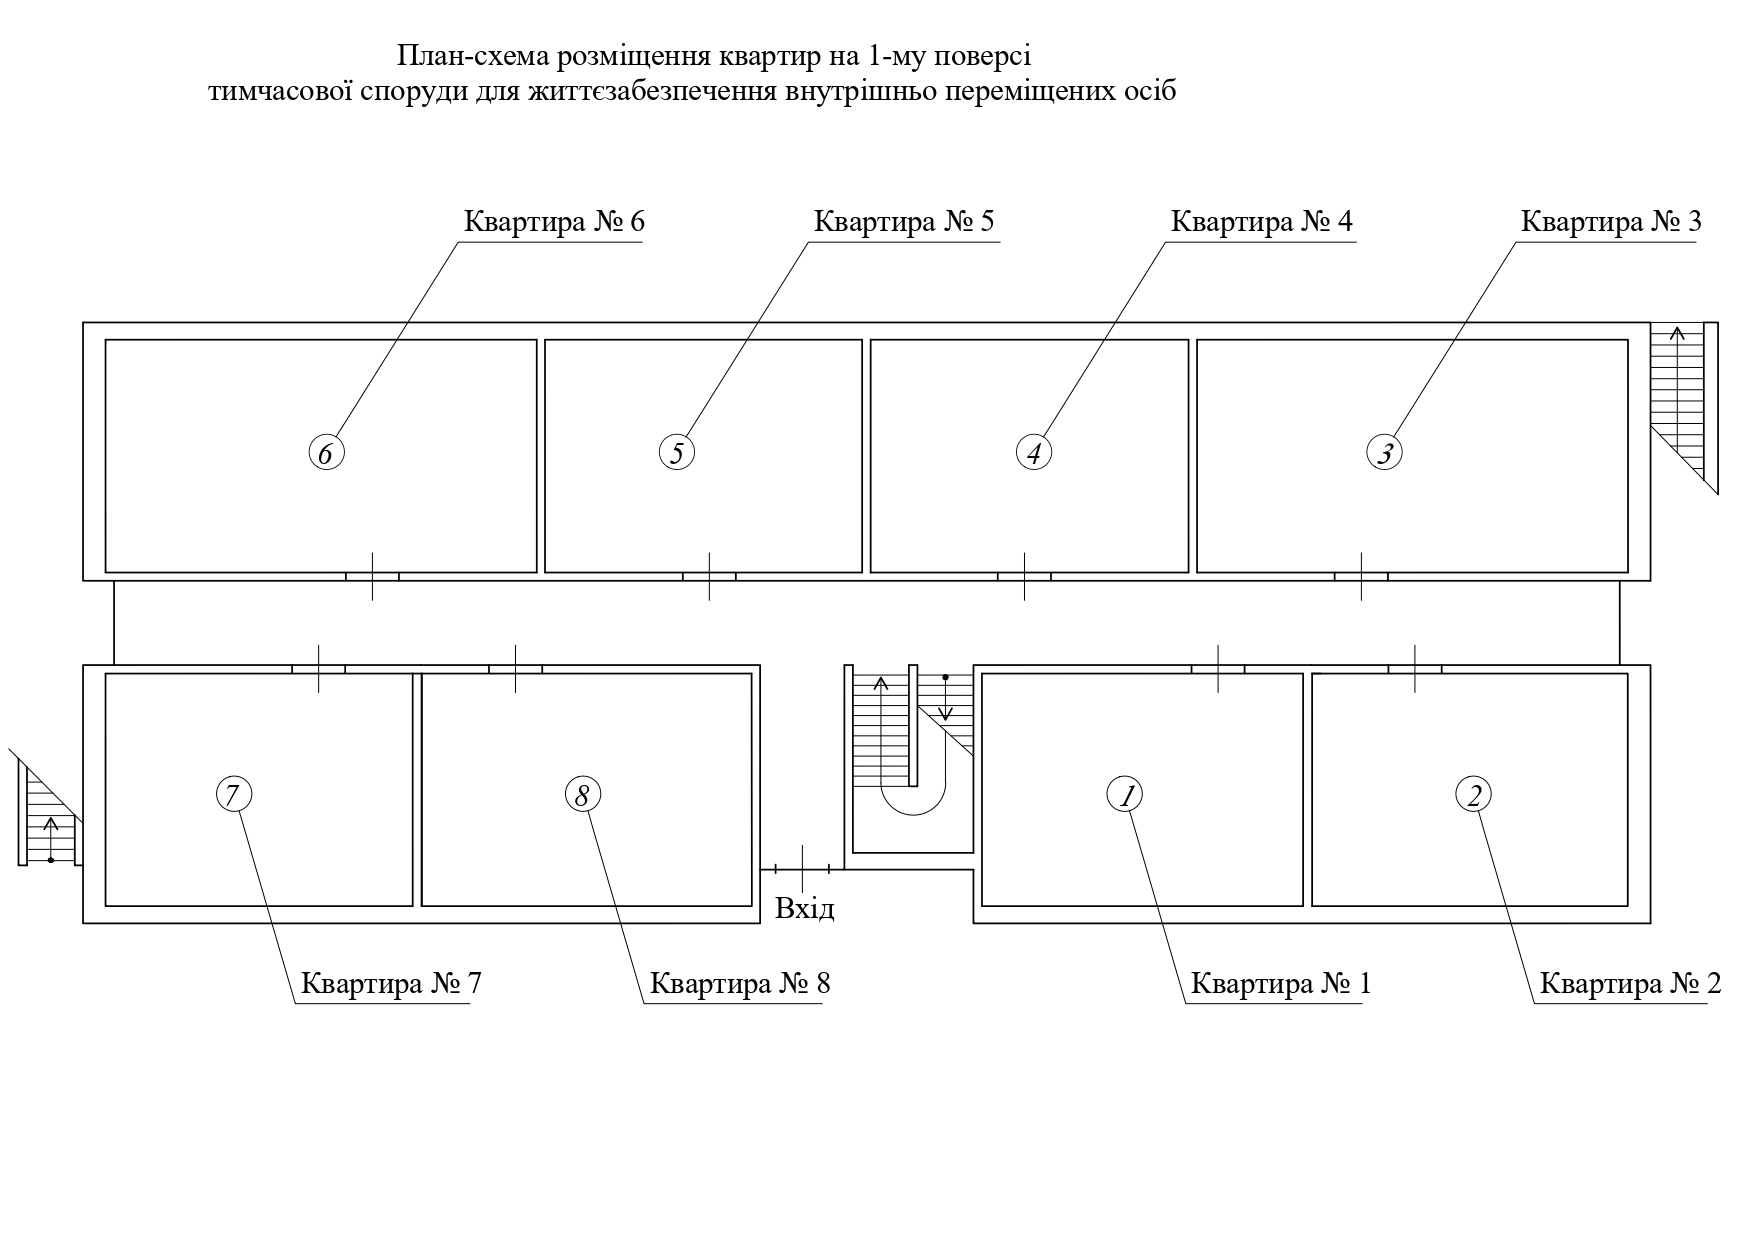 План-схема розміщення квартир на 1-му поверсі
тимчасової споруди для життєзабезпечення внутрішньо переміщених осіб
Квартира № 6
Квартира № 5
Квартира № 4
Квартира № 3
6
5
4
3
7
8
1
2
Вхід
Квартира № 7
Квартира № 8
Квартира № 1
Квартира № 2